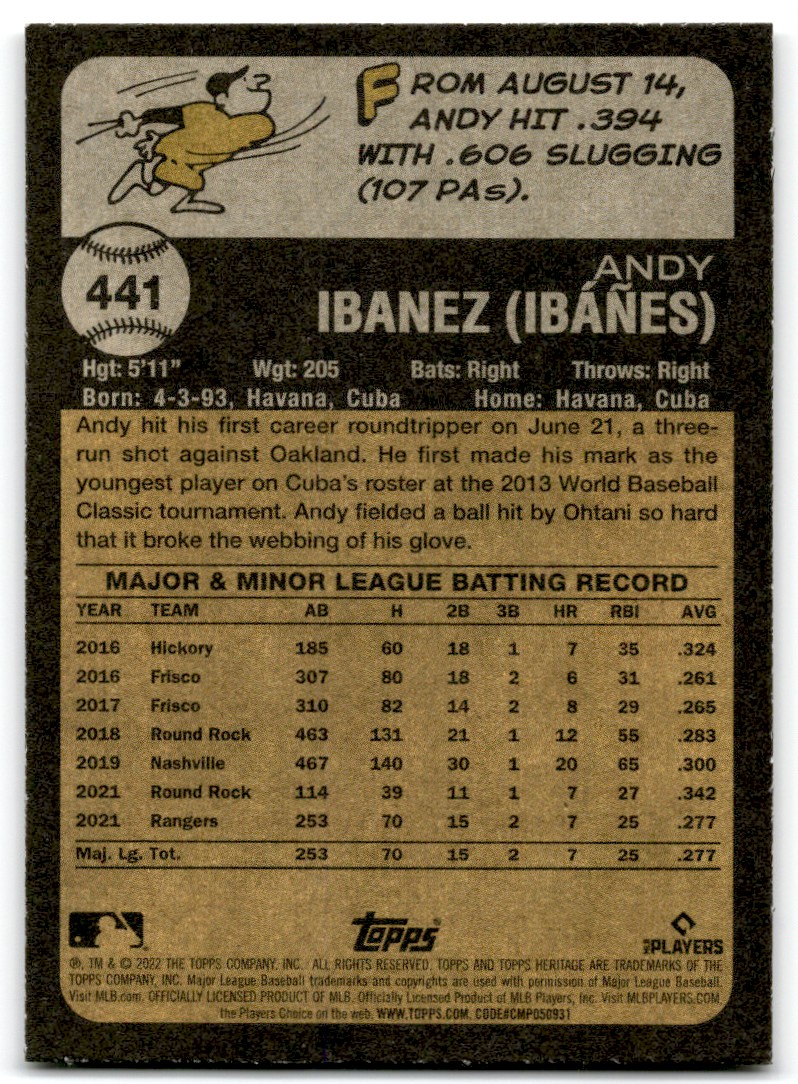 FROM AUGUST 14,
ANDY HIT .394
WITH .606 SLUGGING
(107 PAs).
441
ANDY
IBANEZ (IBÁÑES)
Hgt: 5'11" Wgt: 205 Bats: Right Throws: Right
Born: 4-3-93, Havana, Cuba Home: Havana, Cuba
Andy hit his first career roundtripper on June 21, a three-
run shot against Oakland. He first made his mark as the
youngest player on Cuba's roster at the 2013 World Baseball
Classic tournament. Andy fielded a ball hit by Ohtani so hard
that it broke the webbing of his glove.
MAJOR & MINOR LEAGUE BATTING RECORD
YEAR TEAM AB H 2B 3B HR RBI AVG
2016 Hickory 185 60 18 1 7 35 .324
2016 Frisco 307 80 18 2 6 31 .261
2017 Frisco 310 82 14 2 8 29 .265
2018 Round Rock 463 131 21 1 12 55 .283
2019 Nashville 467 140 30 1 20 65 .300
2021 Round Rock 114 39 11 1 7 27 .342
2021 Rangers 253 70 15 2 7 25 .277
Maj. Lg. Tot. 253 70 15 2 7 25 .277
Topps
MLB PLAYERS
®, TM & © 2022 THE TOPPS COMPANY, INC. ALL RIGHTS RESERVED. TOPPS AND TOPPS HERITAGE ARE TRADEMARKS OF THE
TOPPS COMPANY, INC. Major League Baseball trademarks and copyrights are used with permission of Major League Baseball.
Visit MLB.com. OFFICIALLY LICENSED PRODUCT OF MLB. Officially Licensed Product of MLB Players, Inc. Visit MLBPLAYERS.COM,
the Players Choice on the web. WWW.TOPPS.COM. CODE#CMP050931